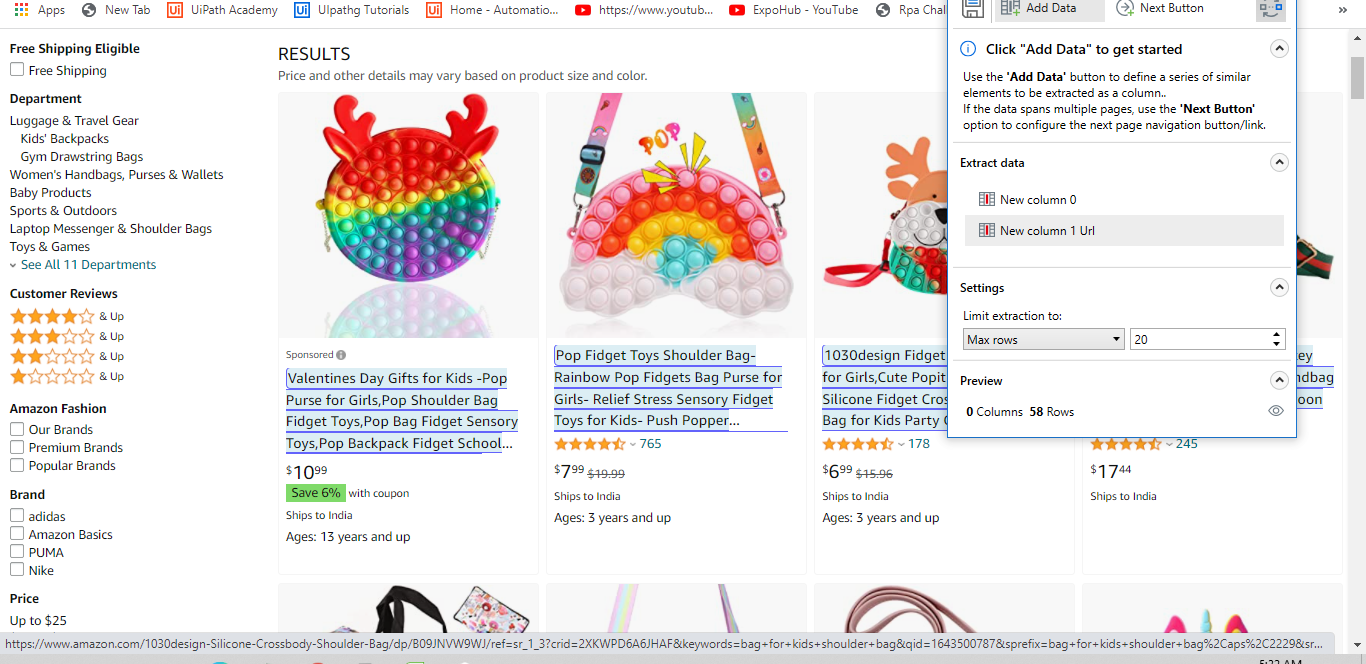 Apps
New Tab
Ui UiPath Academy
Ui UIpathg Tutorials
Ui Home - Automatio...
https://www.youtub...
ExpoHub - YouTube
Rpa Chal
»
Add Data
Next Button
Free Shipping Eligible
Free Shipping
Department
Luggage & Travel Gear
Kids' Backpacks
Gym Drawstring Bags
Women's Handbags, Purses & Wallets
Baby Products
Sports & Outdoors
Laptop Messenger & Shoulder Bags
Toys & Games
See All 11 Departments
Customer Reviews
& Up
& Up
& Up
& Up
Amazon Fashion
Our Brands
Premium Brands
Popular Brands
Brand
adidas
Amazon Basics
PUMA
Nike
Price
Up to $25
RESULTS
Price and other details may vary based on product size and color.
POP
Sponsored
Valentines Day Gifts for Kids -Pop
Purse for Girls,Pop Shoulder Bag
Fidget Toys,Pop Bag Fidget Sensory
Toys,Pop Backpack Fidget School...
$10.99
Save 6% with coupon
Ships to India
Ages: 13 years and up
Pop Fidget Toys Shoulder Bag-
Rainbow Pop Fidgets Bag Purse for
Girls- Relief Stress Sensory Fidget
Toys for Kids- Push Popper...
765
$7.99 $19.99
Ships to India
Ages: 3 years and up
1030design Fidget
for Girls,Cute Popit
Silicone Fidget Cros
Bag for Kids Party
178
$6.99 $15.96
Ships to India
Ages: 3 years and up
ey
ndbag
oon
245
$17.44
Ships to India
Click "Add Data" to get started
Use the 'Add Data' button to define a series of similar
elements to be extracted as a column..
If the data spans multiple pages, use the 'Next Button'
option to configure the next page navigation button/link.
Extract data
New column 0
New column 1 Url
Settings
Limit extraction to:
Max rows
20
Preview
0 Columns 58 Rows
https://www.amazon.com/1030design-Silicone-Crossbody-Shoulder-Bag/dp/B09JNVW9WJ/ref=sr_1_3?crid=2XKWPD6A6JHAF&keywords=bag+for+kids+shoulder+bag&qid=1643500787&sprefix=bag+for+kids+shoulder+bag%2Caps%2C2229&sr...